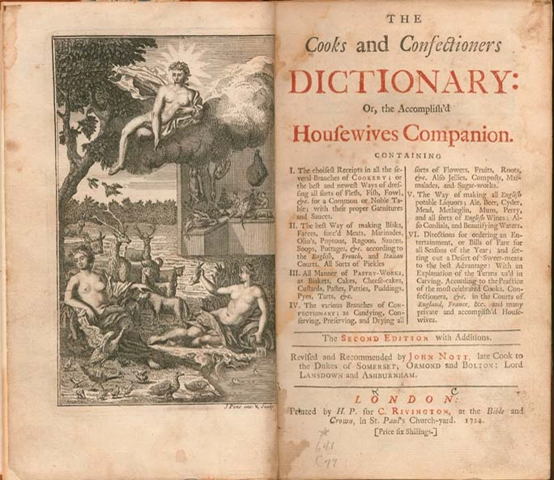 J. Pine inv: & Sculp.
THE
Cooks and Confectioners
DICTIONARY:
Or, the Accomplish'd
Housewives Companion.
CONTAINING
I. The choicest Receipts in all the se-
veral Branches of COOKERY; or
the best and newest Ways of dres-
sing all sorts of Flesh, Fish, Fowl,
&c. for a Common or Noble Ta-
ble; with their proper Garnitures
and Sauces.
II. The best Way of making Bisks,
Farces, forc'd Meats, Marinades,
Olio's, Puptons, Ragoos, Sauces,
Soops, Pottages, &c. according to
the English, French, and Italian
Courts. All Sorts of Pickles
III. All Manner of PASTRY-WORKS,
as Biskets, Cakes, Cheese-cakes,
Custards, Pastes, Patties, Puddings,
Pyes, Tarts, &c.
IV. The various Branches of CON-
FECTIONARY; as Candying, Con-
serving, Preserving, and Drying all
sorts of Flowers, Fruits, Roots,
&c. Also Jellies, Composts, Mar-
malades, and Sugar-works.
V. The Way of making all English
potable Liquors; Ale, Beer, Cyder,
Mead, Metheglin, Mum, Perry,
and all sorts of English Wines: Al-
so Cordials, and Beautifying Waters.
VI. Directions for ordering an En-
tertainment, or Bills of Fare for
all Seasons of the Year; and set-
ting out a Desert of Sweet-meats
to the best Advantage: With an
Explanation of the Terms us'd in
Carving. According to the Practice
of the most celebrated Cooks, Con-
fectioners, &c. in the Courts of
England, France, &c. and many
private and accomplish'd House-
wives.
The SECOND EDITION with Additions.
Revised and Recommended by JOHN NOTT, late Cook to
the Dukes of SOMERSET, ORMOND and BOLTON; Lord
LANSDOWN and ASHBURNHAM.
LONDON:
Printed by H. P. for C. RIVINGTON, at the Bible and
Crown, in St. Paul's Church-yard. 1724.
[Price six Shillings.]